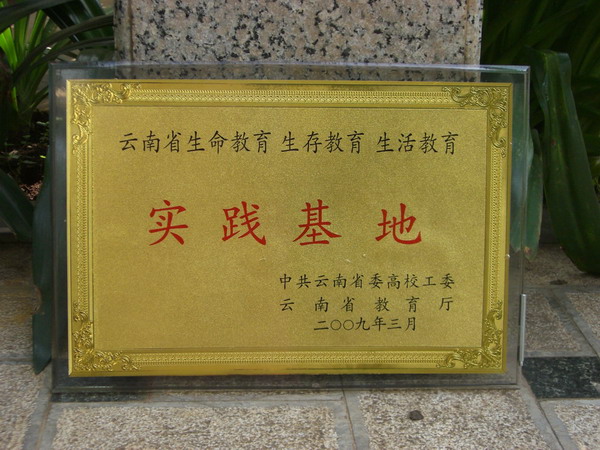 云南省生命教育 生存教育 生活教育
实践基地
中共云南省委高校工委
云南省教育厅
二〇〇九年三月